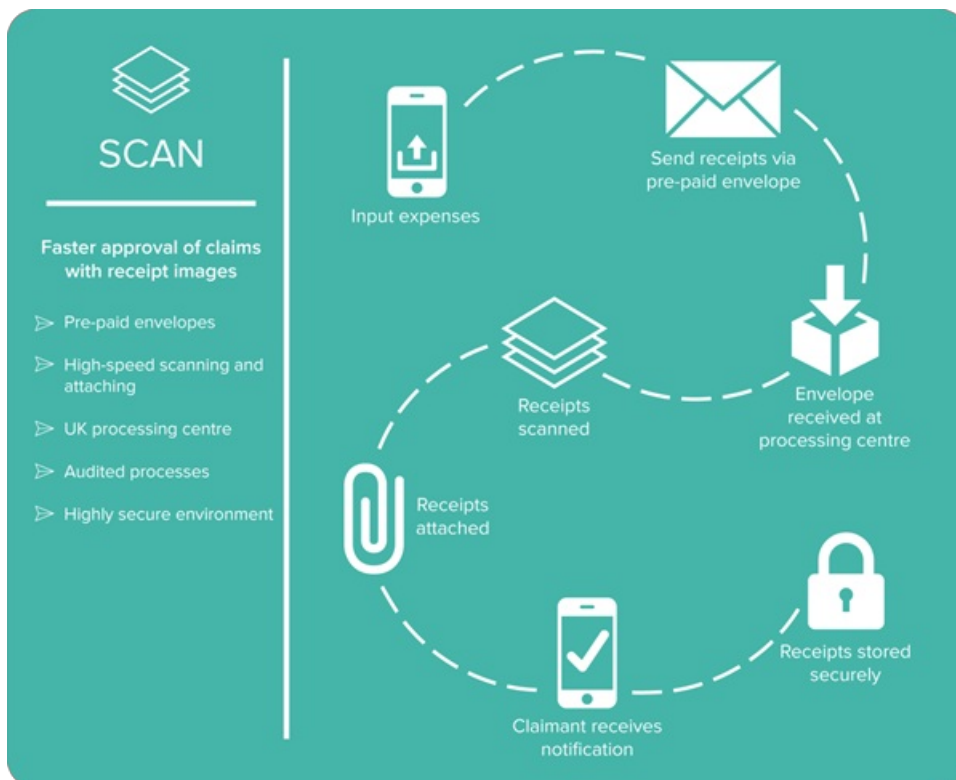 SCAN
Faster approval of claims
with receipt images
Pre-paid envelopes
High-speed scanning and
attaching
UK processing centre
Audited processes
Highly secure environment
Input expenses
Send receipts via
pre-paid envelope
Envelope
received at
processing centre
Receipts
scanned
Receipts
attached
Claimant receives
notification
Receipts stored
securely